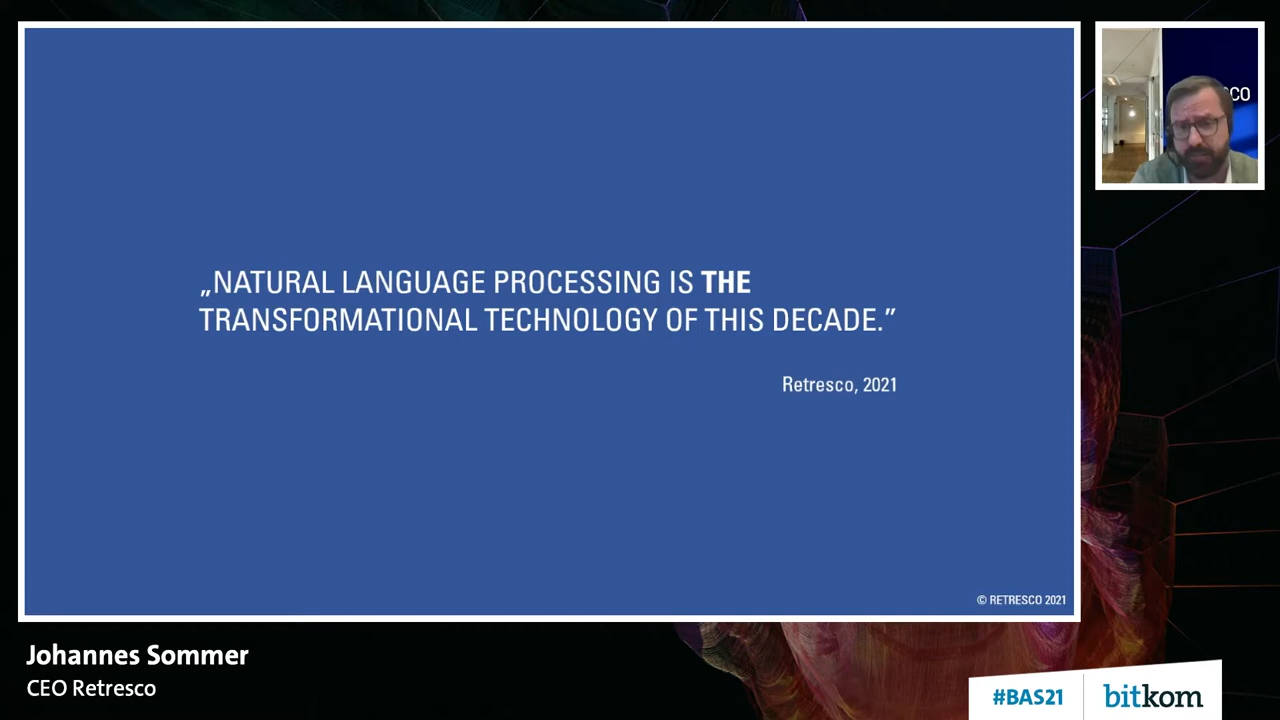 „NATURAL LANGUAGE PROCESSING IS THE
TRANSFORMATIONAL TECHNOLOGY OF THIS DECADE.”
Retresco, 2021
© RETRESCO 2021
SCO
Johannes Sommer
CEO Retresco
#BAS21
bitkom